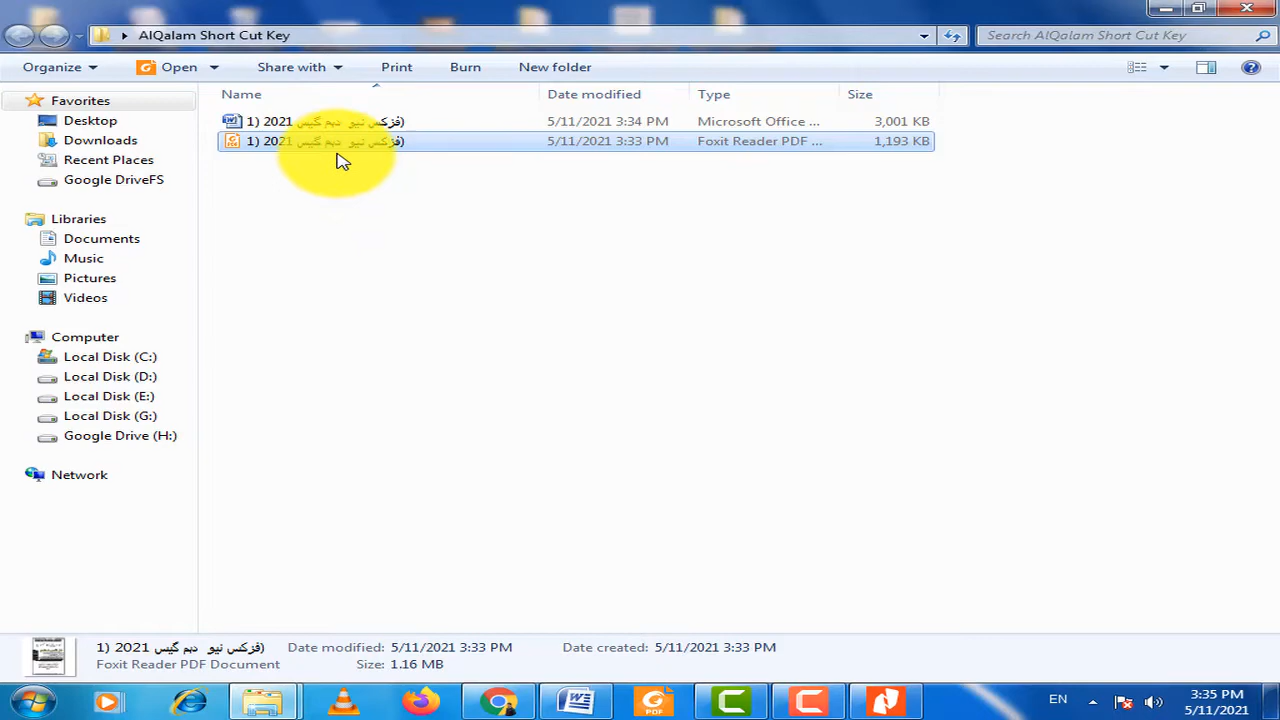 AlQalam Short Cut Key
Search AlQalam Short Cut Key
Organize Open Share with Print Burn New folder
Name Date modified Type Size
Favorites
Desktop
Downloads
Recent Places
Google DriveFS
Libraries
Documents
Music
Pictures
Videos
Computer
Local Disk (C:)
Local Disk (D:)
Local Disk (E:)
Local Disk (G:)
Google Drive (H:)
Network
1) 2021 فزکس نیو دہم گیس) 5/11/2021 3:34 PM Microsoft Office ... 3,001 KB
1) 2021 فزکس نیو دہم گیس) 5/11/2021 3:33 PM Foxit Reader PDF ... 1,193 KB
1) 2021 فزکس نیو دہم گیس) Date modified: 5/11/2021 3:33 PM Date created: 5/11/2021 3:33 PM
Foxit Reader PDF Document Size: 1.16 MB
PDF
EN
3:35 PM
5/11/2021